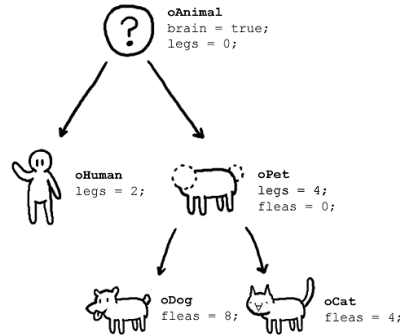 ?
oAnimal
brain = true;
legs = 0;
oHuman
legs = 2;
oPet
legs = 4;
fleas = 0;
oDog
fleas = 8;
oCat
fleas = 4;